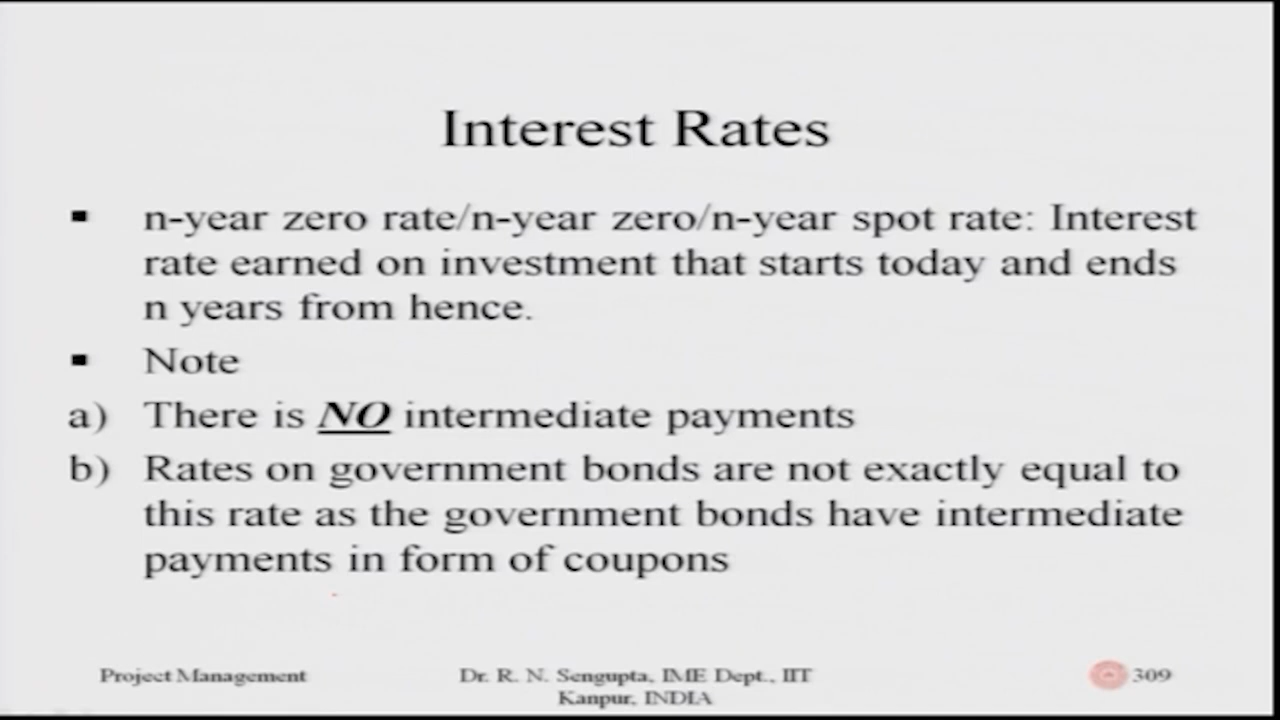 Interest Rates
▪ n-year zero rate/n-year zero/n-year spot rate: Interest
rate earned on investment that starts today and ends
n years from hence.
▪ Note
a) There is NO intermediate payments
b) Rates on government bonds are not exactly equal to
this rate as the government bonds have intermediate
payments in form of coupons
Project Management
Dr. R. N. Sengupta, IME Dept., IIT
Kanpur, INDIA
309